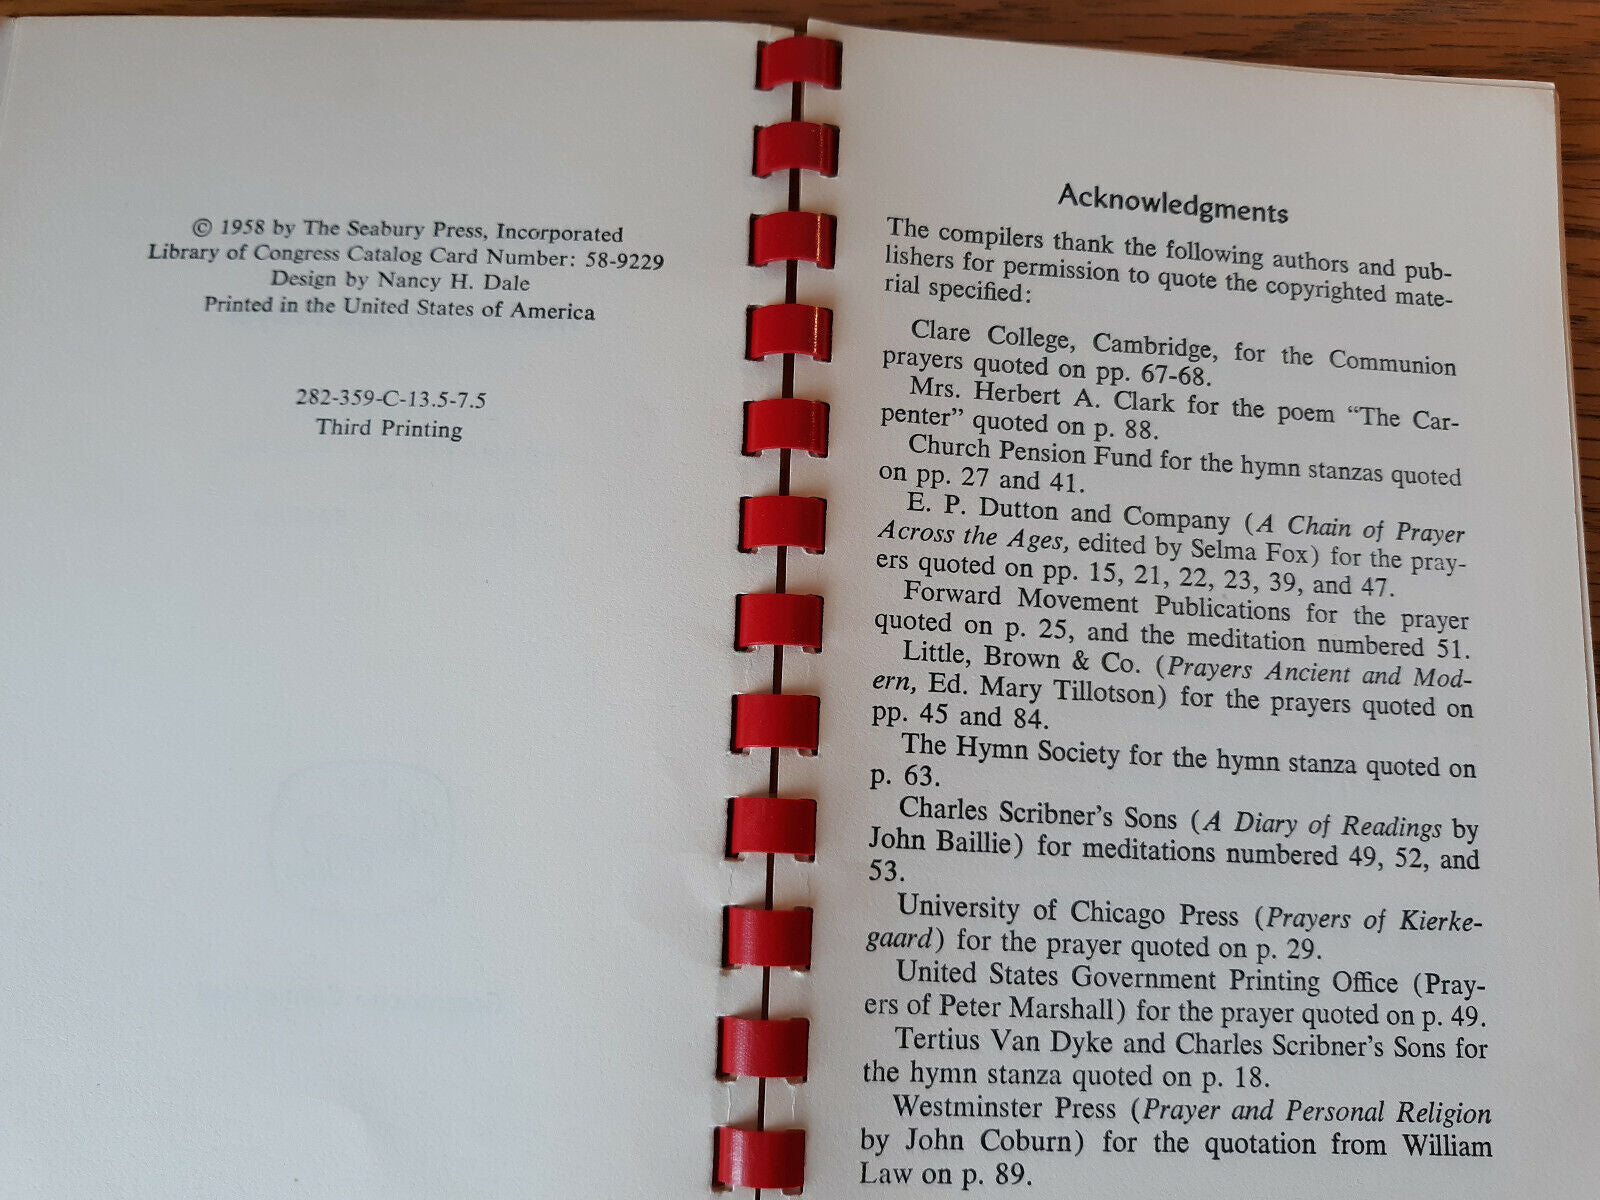 © 1958 by The Seabury Press, Incorporated
Library of Congress Catalog Card Number: 58-9229
Design by Nancy H. Dale
Printed in the United States of America
282-359-C-13.5-7.5
Third Printing
Acknowledgments
The compilers thank the following authors and pub-
lishers for permission to quote the copyrighted mate-
rial specified:
Clare College, Cambridge, for the Communion
prayers quoted on pp. 67-68.
Mrs. Herbert A. Clark for the poem “The Car-
penter” quoted on p. 88.
Church Pension Fund for the hymn stanzas quoted
on pp. 27 and 41.
E. P. Dutton and Company (A Chain of Prayer
Across the Ages, edited by Selma Fox) for the pray-
ers quoted on pp. 15, 21, 22, 23, 39, and 47.
Forward Movement Publications for the prayer
quoted on p. 25, and the meditation numbered 51.
Little, Brown & Co. (Prayers Ancient and Mod-
ern, Ed. Mary Tillotson) for the prayers quoted on
pp. 45 and 84.
The Hymn Society for the hymn stanza quoted on
p. 63.
Charles Scribner’s Sons (A Diary of Readings by
John Baillie) for meditations numbered 49, 52, and
53.
University of Chicago Press (Prayers of Kierke-
gaard) for the prayer quoted on p. 29.
United States Government Printing Office (Pray-
ers of Peter Marshall) for the prayer quoted on p. 49.
Tertius Van Dyke and Charles Scribner’s Sons for
the hymn stanza quoted on p. 18.
Westminster Press (Prayer and Personal Religion
by John Coburn) for the quotation from William
Law on p. 89.